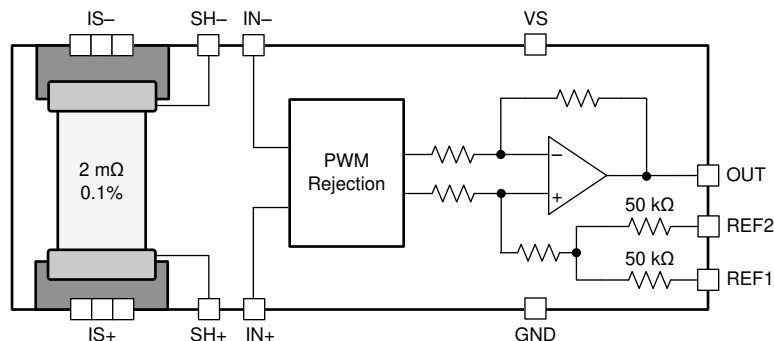 IS–
SH–
IN–
VS
2 mΩ
0.1%
PWM
Rejection
–
+
OUT
50 kΩ
REF2
50 kΩ
REF1
IS+
SH+
IN+
GND